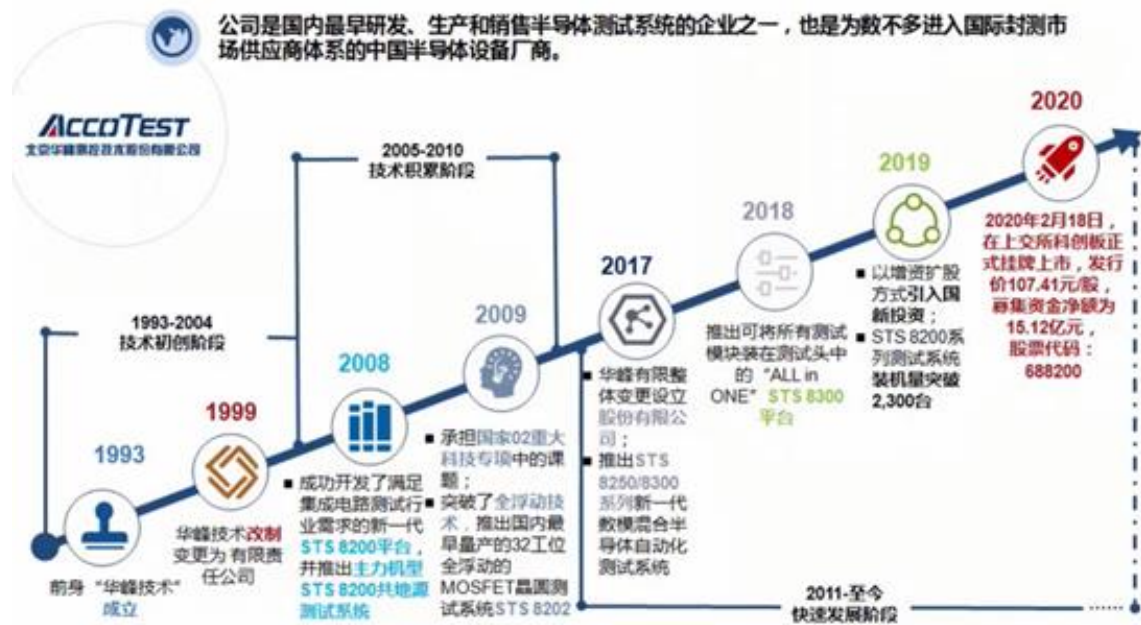 公司是国内最早研发、生产和销售半导体测试系统的企业之一，也是为数不多进入国际封测市
场供应商体系的中国半导体设备厂商。
ACCOTEST
北京华峰测控技术股份有限公司
1993-2004
技术初创阶段
2005-2010
技术积累阶段
1993
前身“华峰技术”
成立
1999
华峰技术改制
变更为 有限责
任公司
2008
■ 成功开发了满足
集成电路测试行
业需求的新一代
STS 8200平台，
并推出主力机型
STS 8200共地源
测试系统
2009
■ 承担国家02重大
科技专项中的课
题；
■ 突破了全浮动技
术，推出国内最
早量产的32工位
全浮动的
MOSFET晶圆测
试系统STS 8202
2017
■ 华峰有限整
体变更设立
股份有限公
司；
■ 推出STS
8250/8300
系列新一代
数模混合半
导体自动化
测试系统
2018
推出可将所有测试
模块装在测试头中
的“ALL in
ONE”STS 8300
平台
2019
■ 以增资扩股
方式引入国
新投资；
■ STS 8200系
列测试系统
装机量突破
2,300台
2020
2020年2月18日，
在上交所科创板正
式挂牌上市，发行
价107.41元/股，
募集资金净额为
15.12亿元，
股票代码：
688200
2011-至今
快速发展阶段